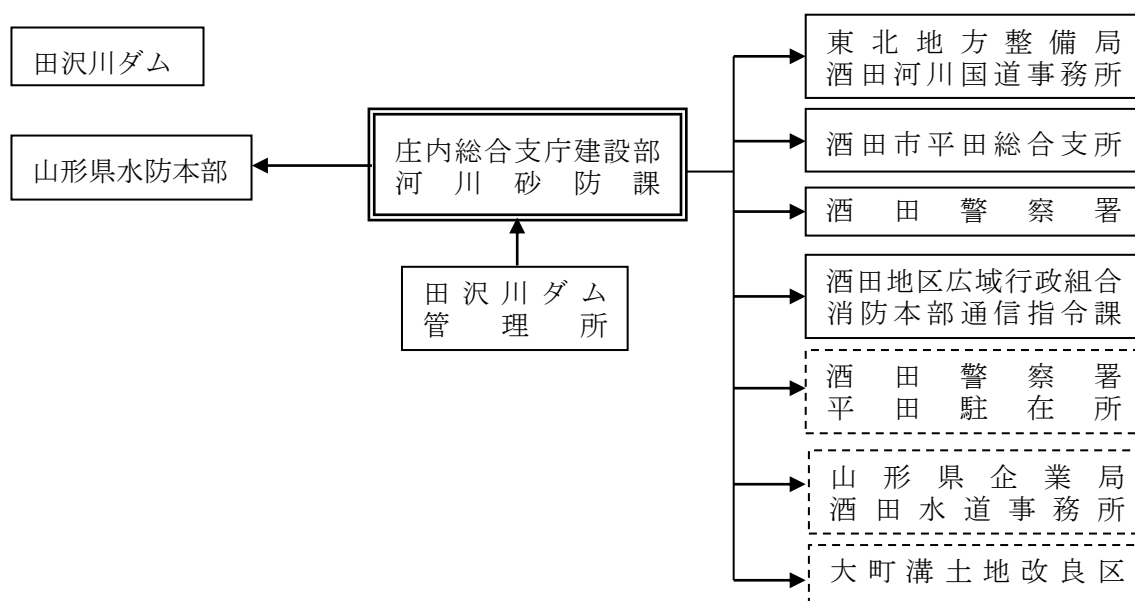 田沢川ダム
山形県水防本部
庄内総合支庁建設部
河川砂防課
田沢川ダム
管理所
東北地方整備局
酒田河川国道事務所
酒田市平田総合支所
酒田警察署
酒田地区広域行政組合
消防本部通信指令課
酒田警察署
平田駐在所
山形県企業局
酒田水道事務所
大町溝土地改良区